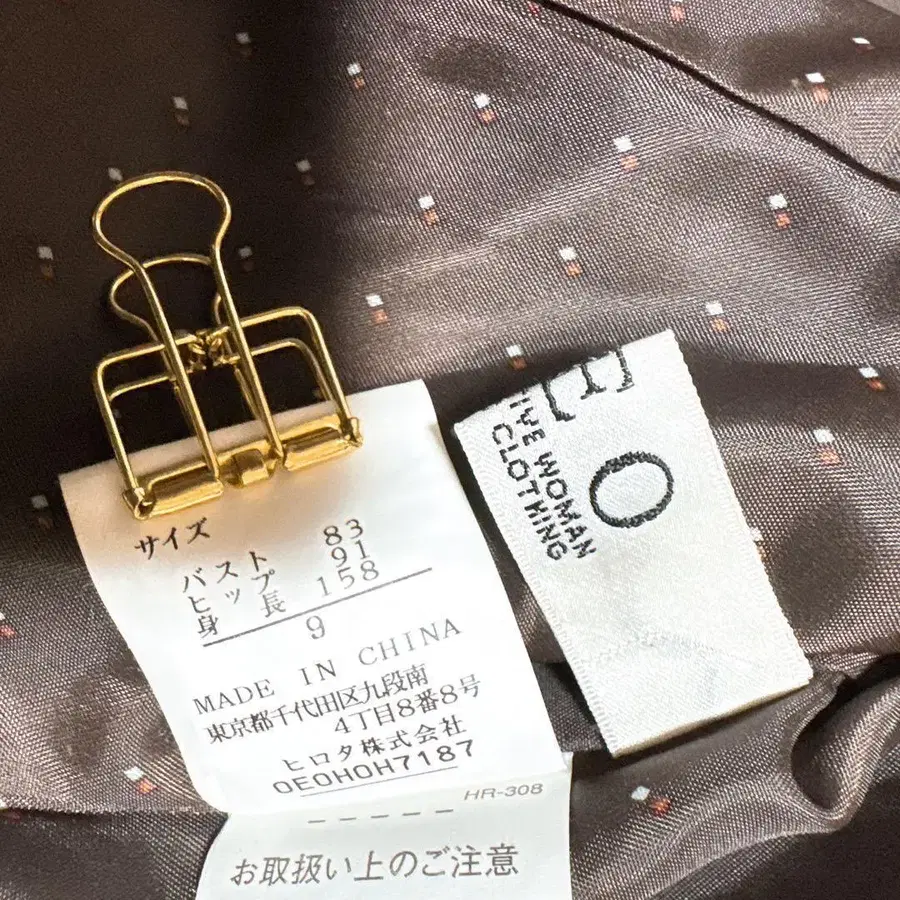 サイズ
バスト 83
ヒップ 91
身長 158
9
MADE IN CHINA
東京都千代田区九段南
4丁目8番8号
ヒロタ株式会社
0E0H0H7187
HR-308
お取扱い上のご注意
E O
IVE WOMAN
CLOTHING